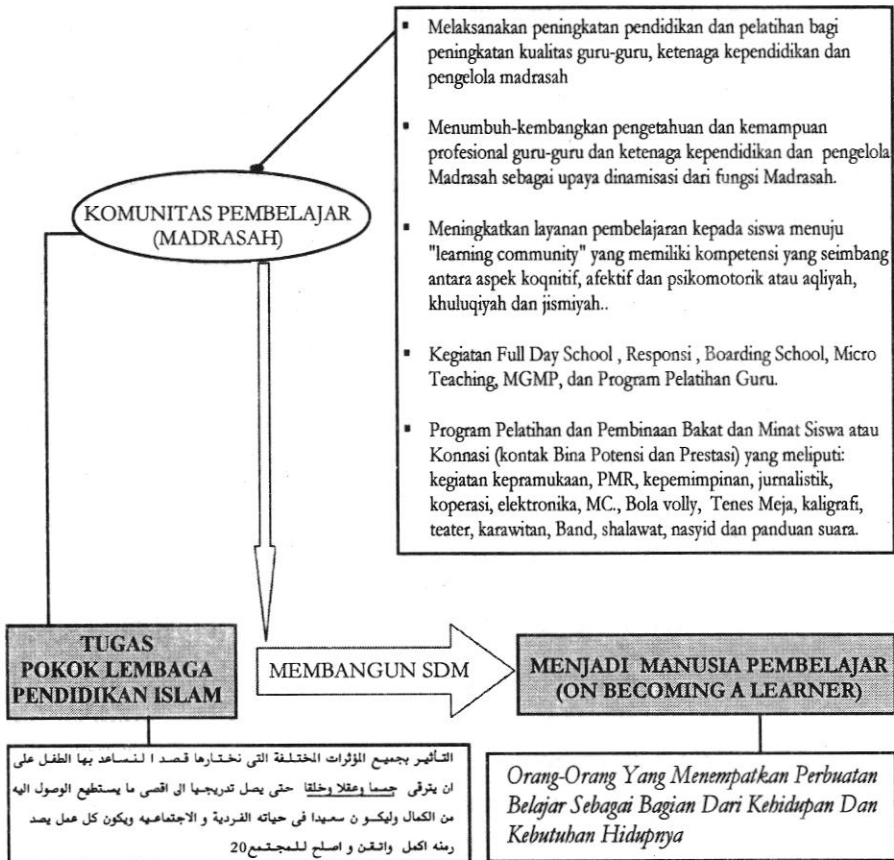 Melaksanakan peningkatan pendidikan dan pelatihan bagi
peningkatan kualitas guru-guru, ketenaga kependidikan dan
pengelola madrasah
Menumbuh-kembangkan pengetahuan dan kemampuan
profesional guru-guru dan ketenaga kependidikan dan pengelola
Madrasah sebagai upaya dinamisasi dari fungsi Madrasah.
Meningkatkan layanan pembelajaran kepada siswa menuju
"learning community" yang memiliki kompetensi yang seimbang
antara aspek koqnitif, afektif dan psikomotorik atau aqliyah,
khuluqiyah dan jismiyah..
Kegiatan Full Day School , Responsi , Boarding School, Micro
Teaching, MGMP, dan Program Pelatihan Guru.
Program Pelatihan dan Pembinaan Bakat dan Minat Siswa atau
Konnasi (kontak Bina Potensi dan Prestasi) yang meliputi:
kegiatan kepramukaan, PMR, kepemimpinan, jurnalistik,
koperasi, elektronika, MC., Bola volly, Tenes Meja, kaligrafi,
teater, karawitan, Band, shalawat, nasyid dan panduan suara.
KOMUNITAS PEMBELAJAR
(MADRASAH)
TUGAS
POKOK LEMBAGA
PENDIDIKAN ISLAM
MEMBANGUN SDM
MENJADI MANUSIA PEMBELAJAR
(ON BECOMING A LEARNER)
التأثير بجميع المؤثرات المختلفة التى نختارها قصد ا لنساعد بها الطفل على
ان يترقى جسما وعقلا وخلقا حتى يصل تدريجيا الى اقصى ما يستطيع الوصول اليه
من الكمال وليكو ن سعيدا فى حياته الفردية و الاجتماعيه ويكون كل عمل يصد
رمنه اكمل واتقن و اصلح للمجتمع20
Orang-Orang Yang Menempatkan Perbuatan
Belajar Sebagai Bagian Dari Kehidupan Dan
Kebutuhan Hidupnya